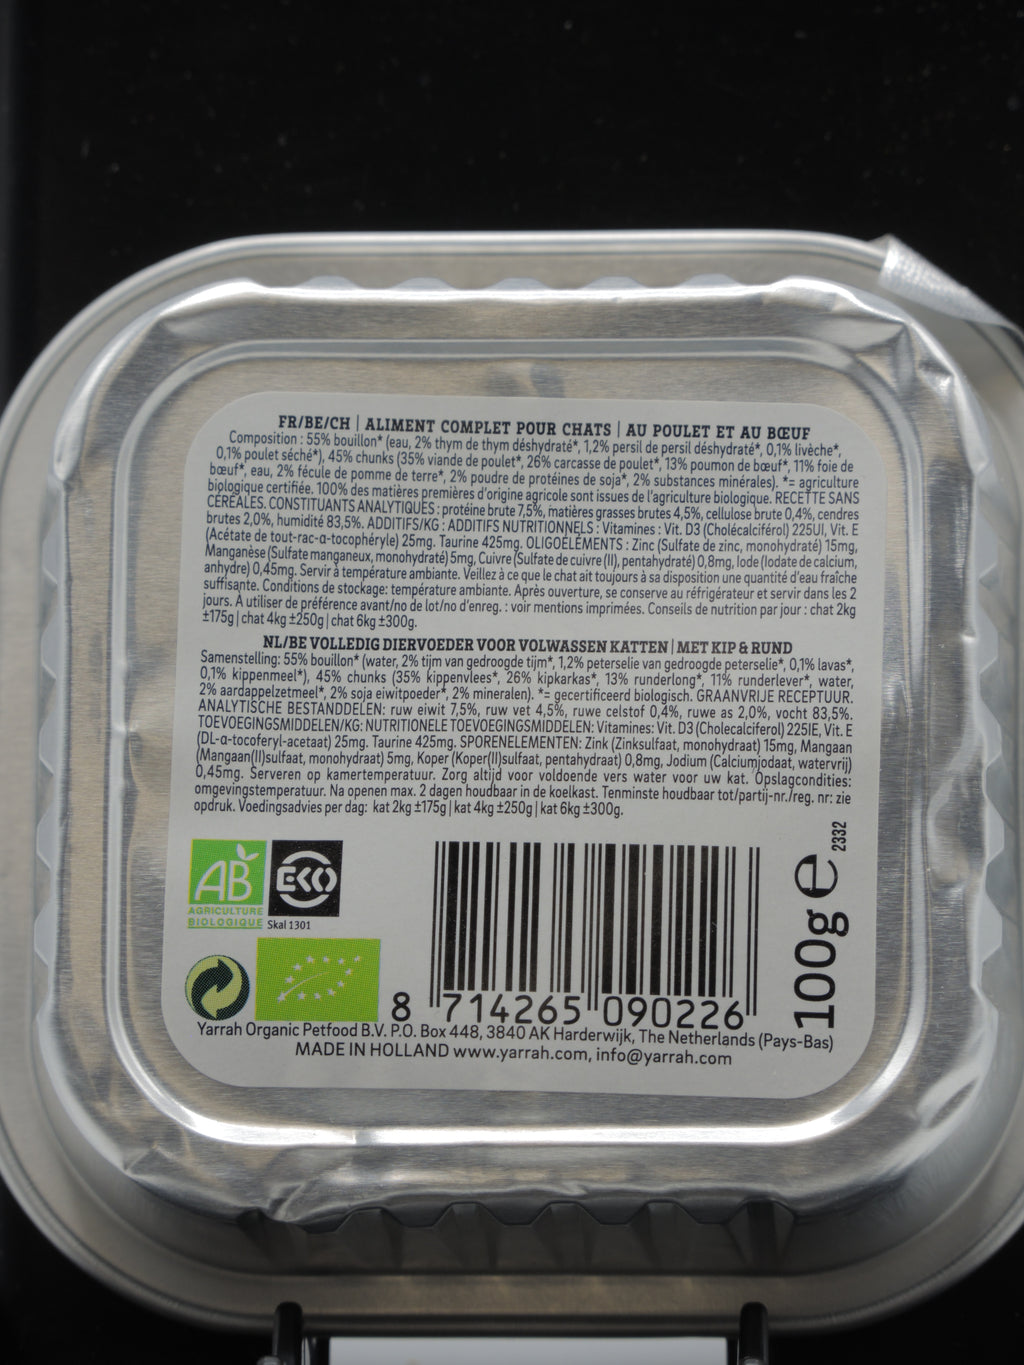 FR/BE/CH | ALIMENT COMPLET POUR CHATS | AU POULET ET AU BŒUF
Composition : 55% bouillon* (eau, 2% thym de thym déshydraté*, 1,2% persil de persil déshydraté*, 0,1% livèche*,
0,1% poulet séché*), 45% chunks (35% viande de poulet*, 26% carcasse de poulet*, 13% poumon de bœuf*, 11% foie de
bœuf*, eau, 2% fécule de pomme de terre*, 2% poudre de protéines de soja*, 2% substances minérales). *= agriculture
biologique certifiée. 100% des matières premières d'origine agricole sont issues de l'agriculture biologique. RECETTE SANS
CÉRÉALES. CONSTITUANTS ANALYTIQUES : protéine brute 7,5%, matières grasses brutes 4,5%, cellulose brute 0,4%, cendres
brutes 2,0%, humidité 83,5%. ADDITIFS/KG : ADDITIFS NUTRITIONNELS : Vitamines : Vit. D3 (Cholécalciférol) 225UI, Vit. E
(Acétate de tout-rac-α-tocophéryle) 25mg. Taurine 425mg. OLIGOÉLÉMENTS : Zinc (Sulfate de zinc, monohydraté) 15mg,
Manganèse (Sulfate manganeux, monohydraté) 5mg, Cuivre (Sulfate de cuivre (II), pentahydraté) 0,8mg, Iode (Iodate de calcium,
anhydre) 0,45mg. Servir à température ambiante. Veillez à ce que le chat ait toujours à sa disposition une quantité d'eau fraîche
suffisante. Conditions de stockage: température ambiante. Après ouverture, se conserve au réfrigérateur et servir dans les 2
jours. À utiliser de préférence avant/no de lot/no d'enreg. : voir mentions imprimées. Conseils de nutrition par jour : chat 2kg
±175g | chat 4kg ±250g | chat 6kg ±300g.
NL/BE VOLLEDIG DIERVOEDER VOOR VOLWASSEN KATTEN | MET KIP & RUND
Samenstelling: 55% bouillon* (water, 2% tijm van gedroogde tijm*, 1,2% peterselie van gedroogde peterselie*, 0,1% lavas*,
0,1% kippenmeel*), 45% chunks (35% kippenvlees*, 26% kipkarkas*, 13% runderlong*, 11% runderlever*, water,
2% aardappelzetmeel*, 2% soja eiwitpoeder*, 2% mineralen). *= gecertificeerd biologisch. GRAANVRIJE RECEPTUUR.
ANALYTISCHE BESTANDDELEN: ruw eiwit 7,5%, ruw vet 4,5%, ruwe celstof 0,4%, ruwe as 2,0%, vocht 83,5%.
TOEVOEGINGSMIDDELEN/KG: NUTRITIONELE TOEVOEGINGSMIDDELEN: Vitamines: Vit. D3 (Cholecalciferol) 225IE, Vit. E
(DL-α-tocoferyl-acetaat) 25mg. Taurine 425mg. SPORENELEMENTEN: Zink (Zinksulfaat, monohydraat) 15mg, Mangaan
(Mangaan(II)sulfaat, monohydraat) 5mg, Koper (Koper(II)sulfaat, pentahydraat) 0,8mg, Jodium (Calciumjodaat, watervrij)
0,45mg. Serveren op kamertemperatuur. Zorg altijd voor voldoende vers water voor uw kat. Opslagcondities:
omgevingstemperatuur. Na openen max. 2 dagen houdbaar in de koelkast. Tenminste houdbaar tot/partij-nr./reg. nr: zie
opdruk. Voedingsadvies per dag: kat 2kg ±175g | kat 4kg ±250g | kat 6kg ±300g.
AB
AGRICULTURE
BIOLOGIQUE
EKO
Skal 1301
8 714265 090226
100g e
2332
Yarrah Organic Petfood B.V. P.O. Box 448, 3840 AK Harderwijk, The Netherlands (Pays-Bas)
MADE IN HOLLAND www.yarrah.com, info@yarrah.com